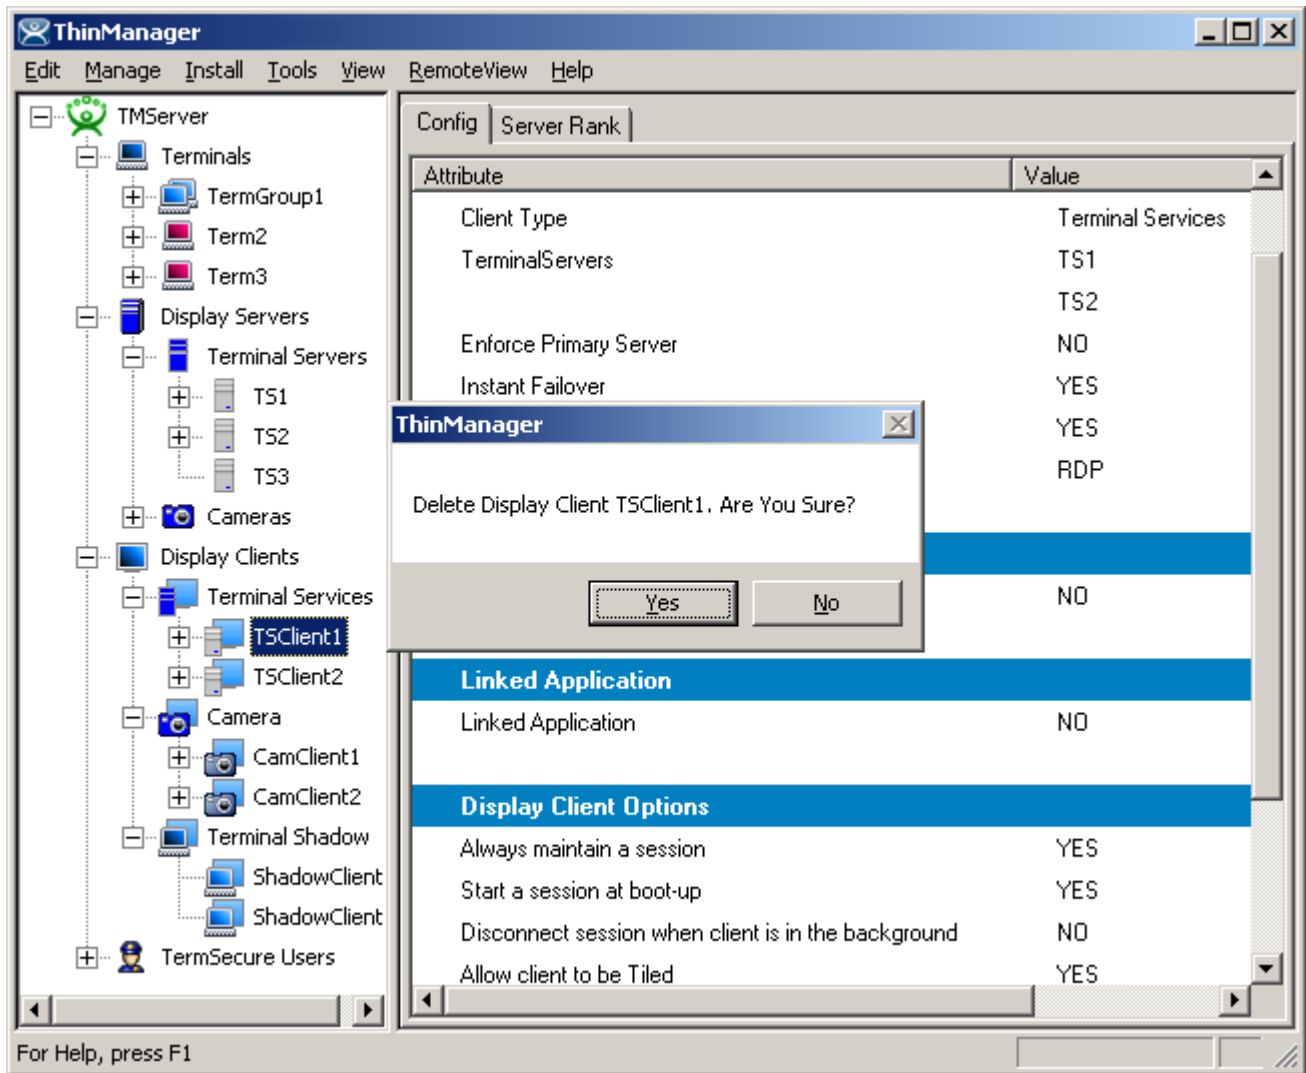 ThinManager
Edit Manage Install Tools View RemoteView Help
TMServer
Terminals
TermGroup1
Term2
Term3
Display Servers
Terminal Servers
TS1
TS2
TS3
Cameras
Display Clients
Terminal Services
TSClient1
TSClient2
Camera
CamClient1
CamClient2
Terminal Shadow
ShadowClient
ShadowClient
TermSecure Users
Config Server Rank
Attribute Value
Client Type Terminal Services
TerminalServers TS1
TS2
Enforce Primary Server NO
Instant Failover YES
YES
RDP
NO
ThinManager
Delete Display Client TSClient1. Are You Sure?
Yes No
Linked Application
Linked Application NO
Display Client Options
Always maintain a session YES
Start a session at boot-up YES
Disconnect session when client is in the background NO
Allow client to be Tiled YES
For Help, press F1